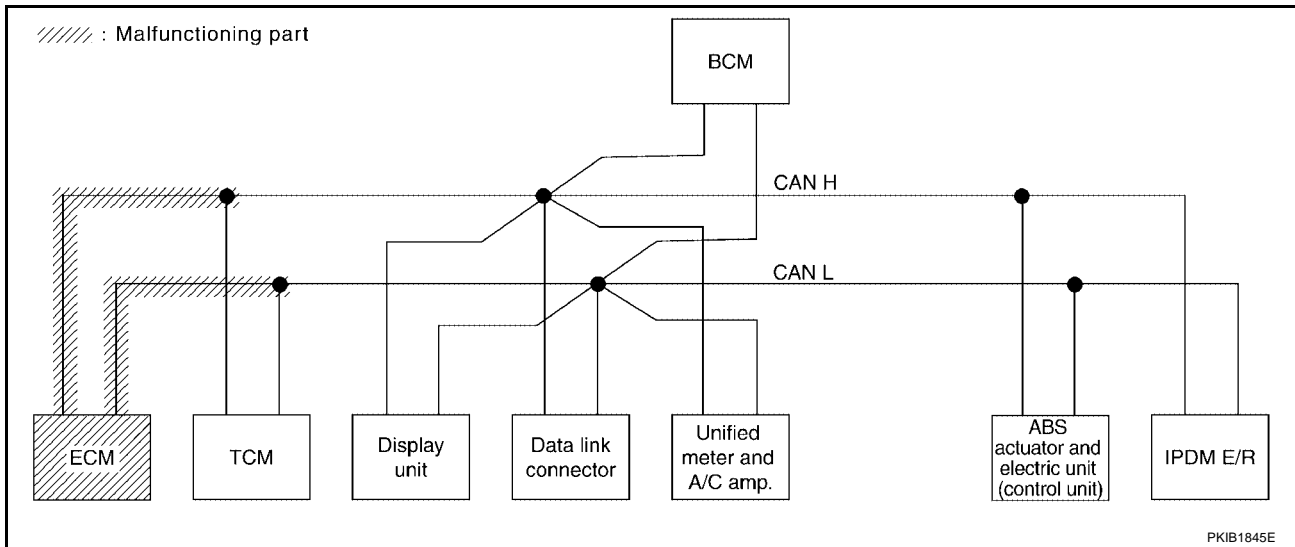 : Malfunctioning part
BCM
CAN H
CAN L
ECM
TCM
Display
unit
Data link
connector
Unified
meter and
A/C amp.
ABS
actuator and
electric unit
(control unit)
IPDM E/R
PKIB1845E